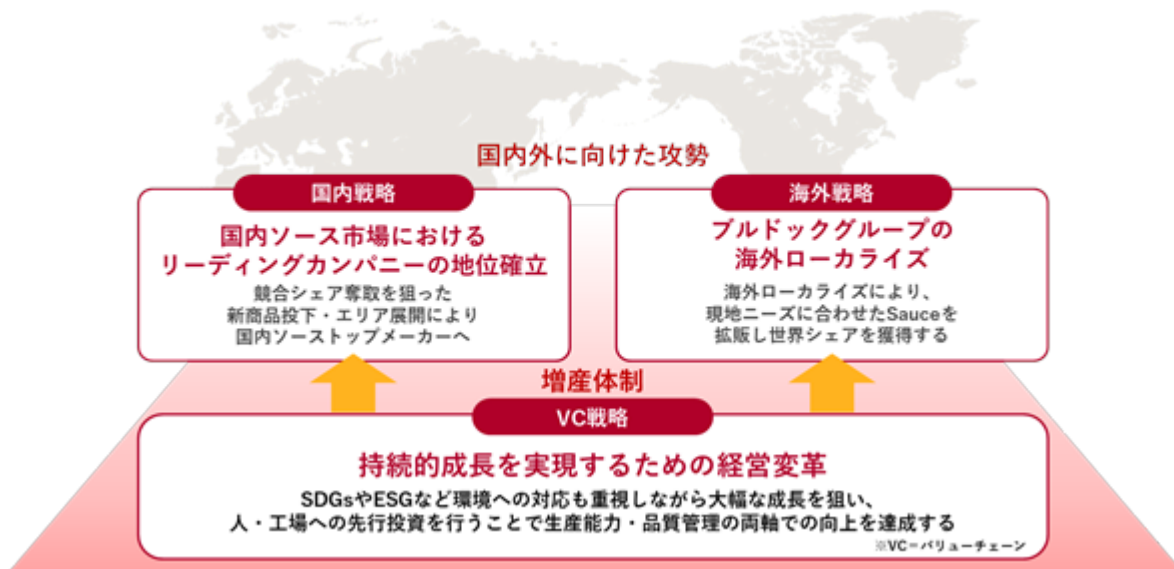 国内外に向けた攻勢
国内戦略
国内ソース市場における
リーディングカンパニーの地位確立
競合シェア奪取を狙った
新商品投下・エリア展開により
国内ソーストップメーカーへ
海外戦略
ブルドックグループの
海外ローカライズ
海外ローカライズにより、
現地ニーズに合わせたSauceを
拡販し世界シェアを獲得する
増産体制
VC戦略
持続的成長を実現するための経営変革
SDGsやESGなど環境への対応も重視しながら大幅な成長を狙い、
人・工場への先行投資を行うことで生産能力・品質管理の両軸での向上を達成する
※VC=バリューチェーン